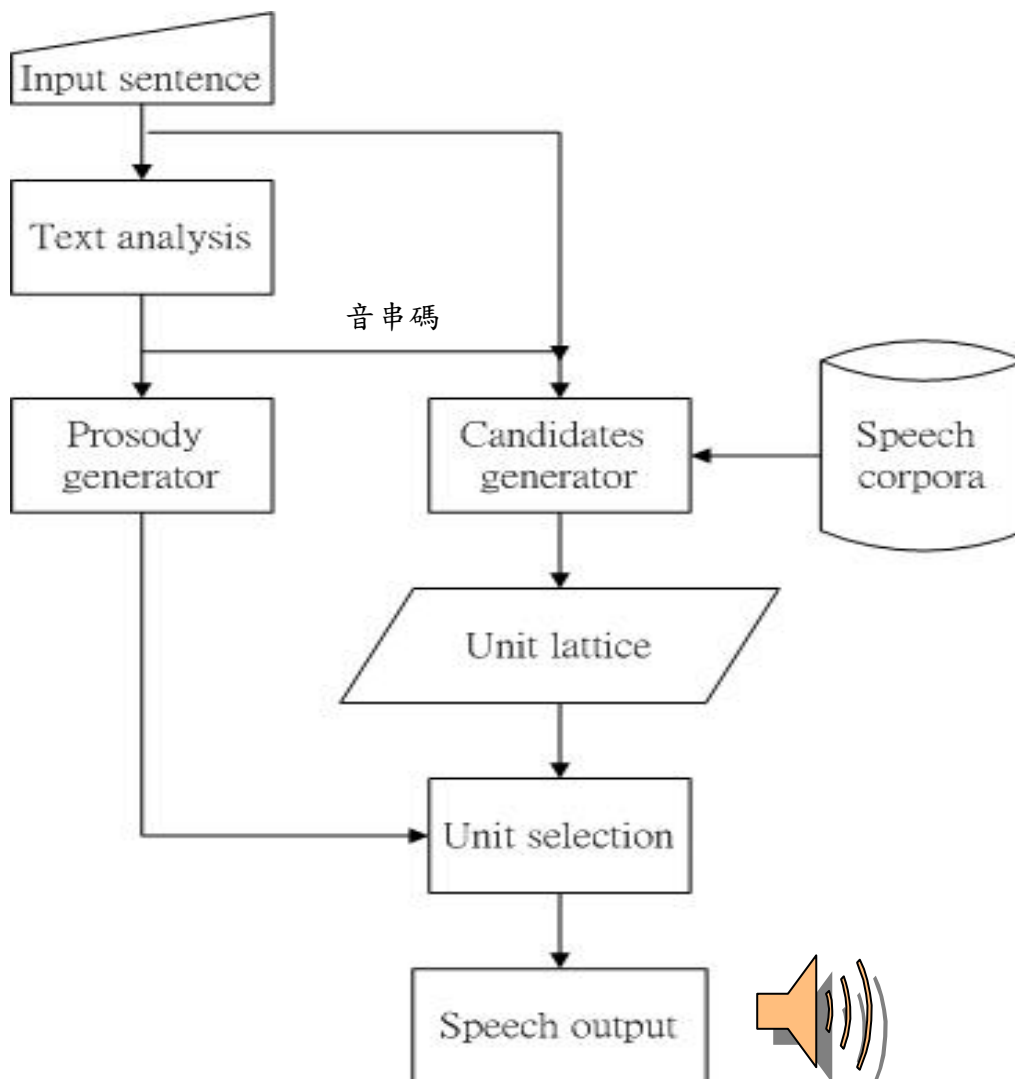 Input sentence
Text analysis
音串碼
Prosody
generator
Candidates
generator
Speech
corpora
Unit lattice
Unit selection
Speech output